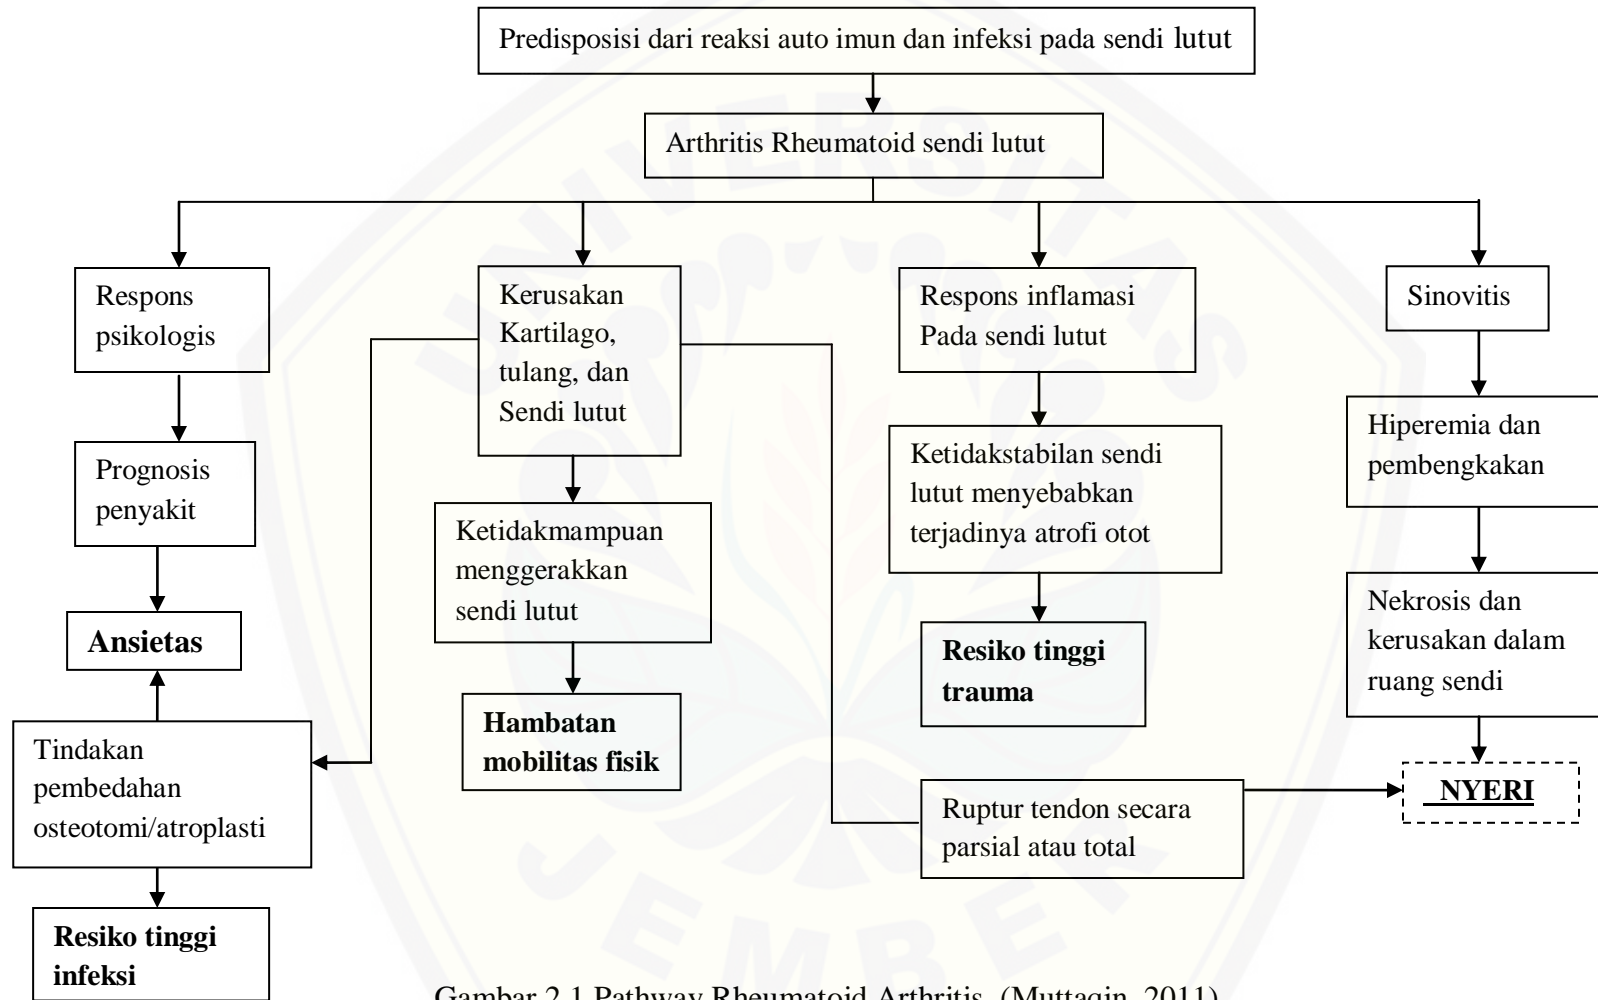 Predisposisi dari reaksi auto imun dan infeksi pada sendi lutut
Arthritis Rheumatoid sendi lutut
Respons
psikologis
Kerusakan
Kartilago,
tulang, dan
Sendi lutut
Respons inflamasi
Pada sendi lutut
Sinovitis
Prognosis
penyakit
Ketidakmampuan
menggerakkan
sendi lutut
Ketidakstabilan sendi
lutut menyebabkan
terjadinya atrofi otot
Hiperemia dan
pembengkakan
Ansietas
Hambatan
mobilitas fisik
Resiko tinggi
trauma
Nekrosis dan
kerusakan dalam
ruang sendi
Tindakan
pembedahan
osteotomi/atroplasti
Ruptur tendon secara
parsial atau total
NYERI
Resiko tinggi
infeksi
Gambar 2.1 Pathway Rheumatoid Arthritis (Muttaqin, 2011)
UNIVERSITAS
JEMBER